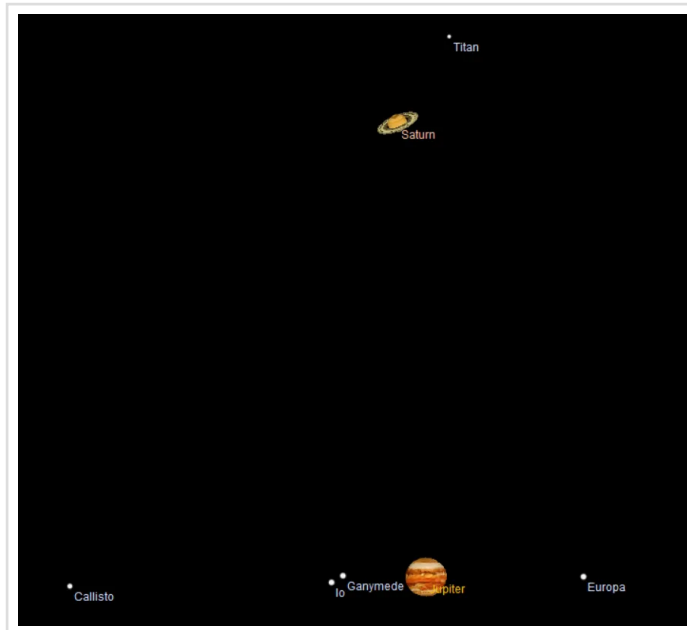 Titan
Saturn
Ganymede
Jupiter
Io
Europa
Callisto